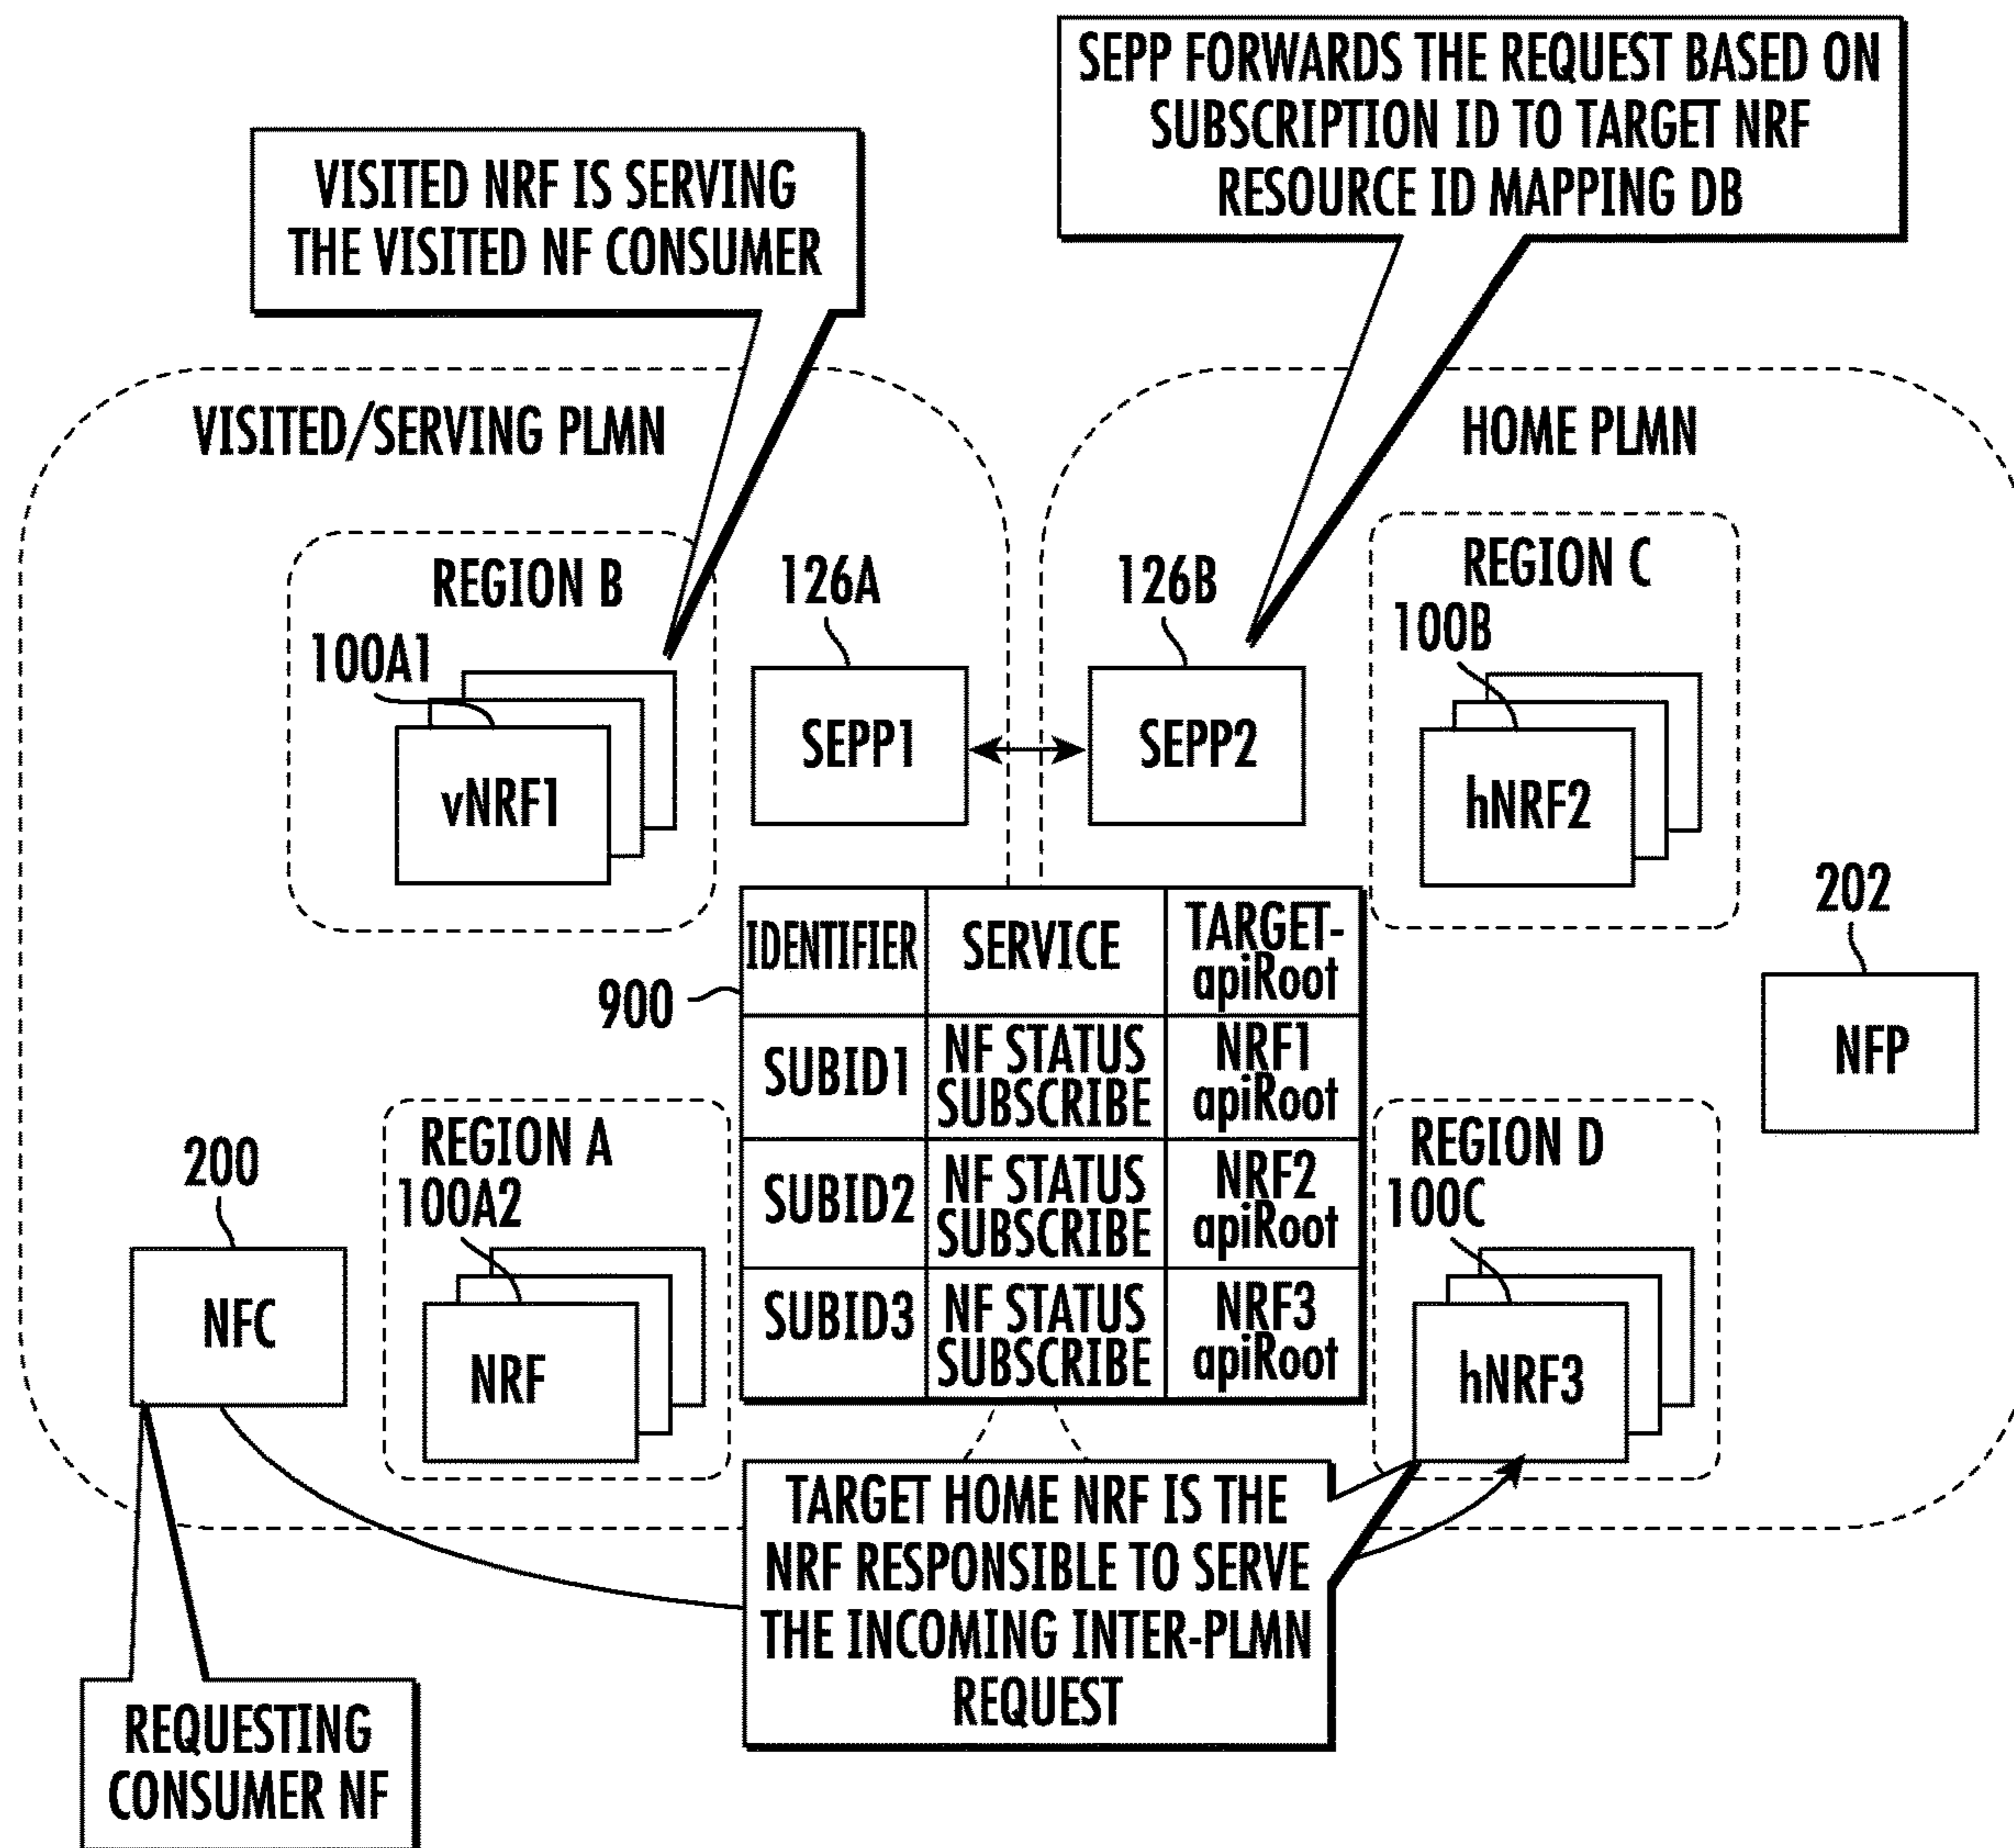 SEPP FORWARDS THE REQUEST BASED ON
SUBSCRIPTION ID TO TARGET NRF
RESOURCE ID MAPPING DB
VISITED NRF IS SERVING
THE VISITED NF CONSUMER
VISITED/SERVING PLMN
HOME PLMN
REGION B
100A1
vNRF1
126A
SEPP1
126B
SEPP2
REGION C
100B
hNRF2
202
NFP
900
IDENTIFIER
SERVICE
TARGET-
apiRoot
SUBID1
NF STATUS
SUBSCRIBE
NRF1
apiRoot
SUBID2
NF STATUS
SUBSCRIBE
NRF2
apiRoot
SUBID3
NF STATUS
SUBSCRIBE
NRF3
apiRoot
200
NFC
REGION A
100A2
NRF
REGION D
100C
hNRF3
TARGET HOME NRF IS THE
NRF RESPONSIBLE TO SERVE
THE INCOMING INTER-PLMN
REQUEST
REQUESTING
CONSUMER NF